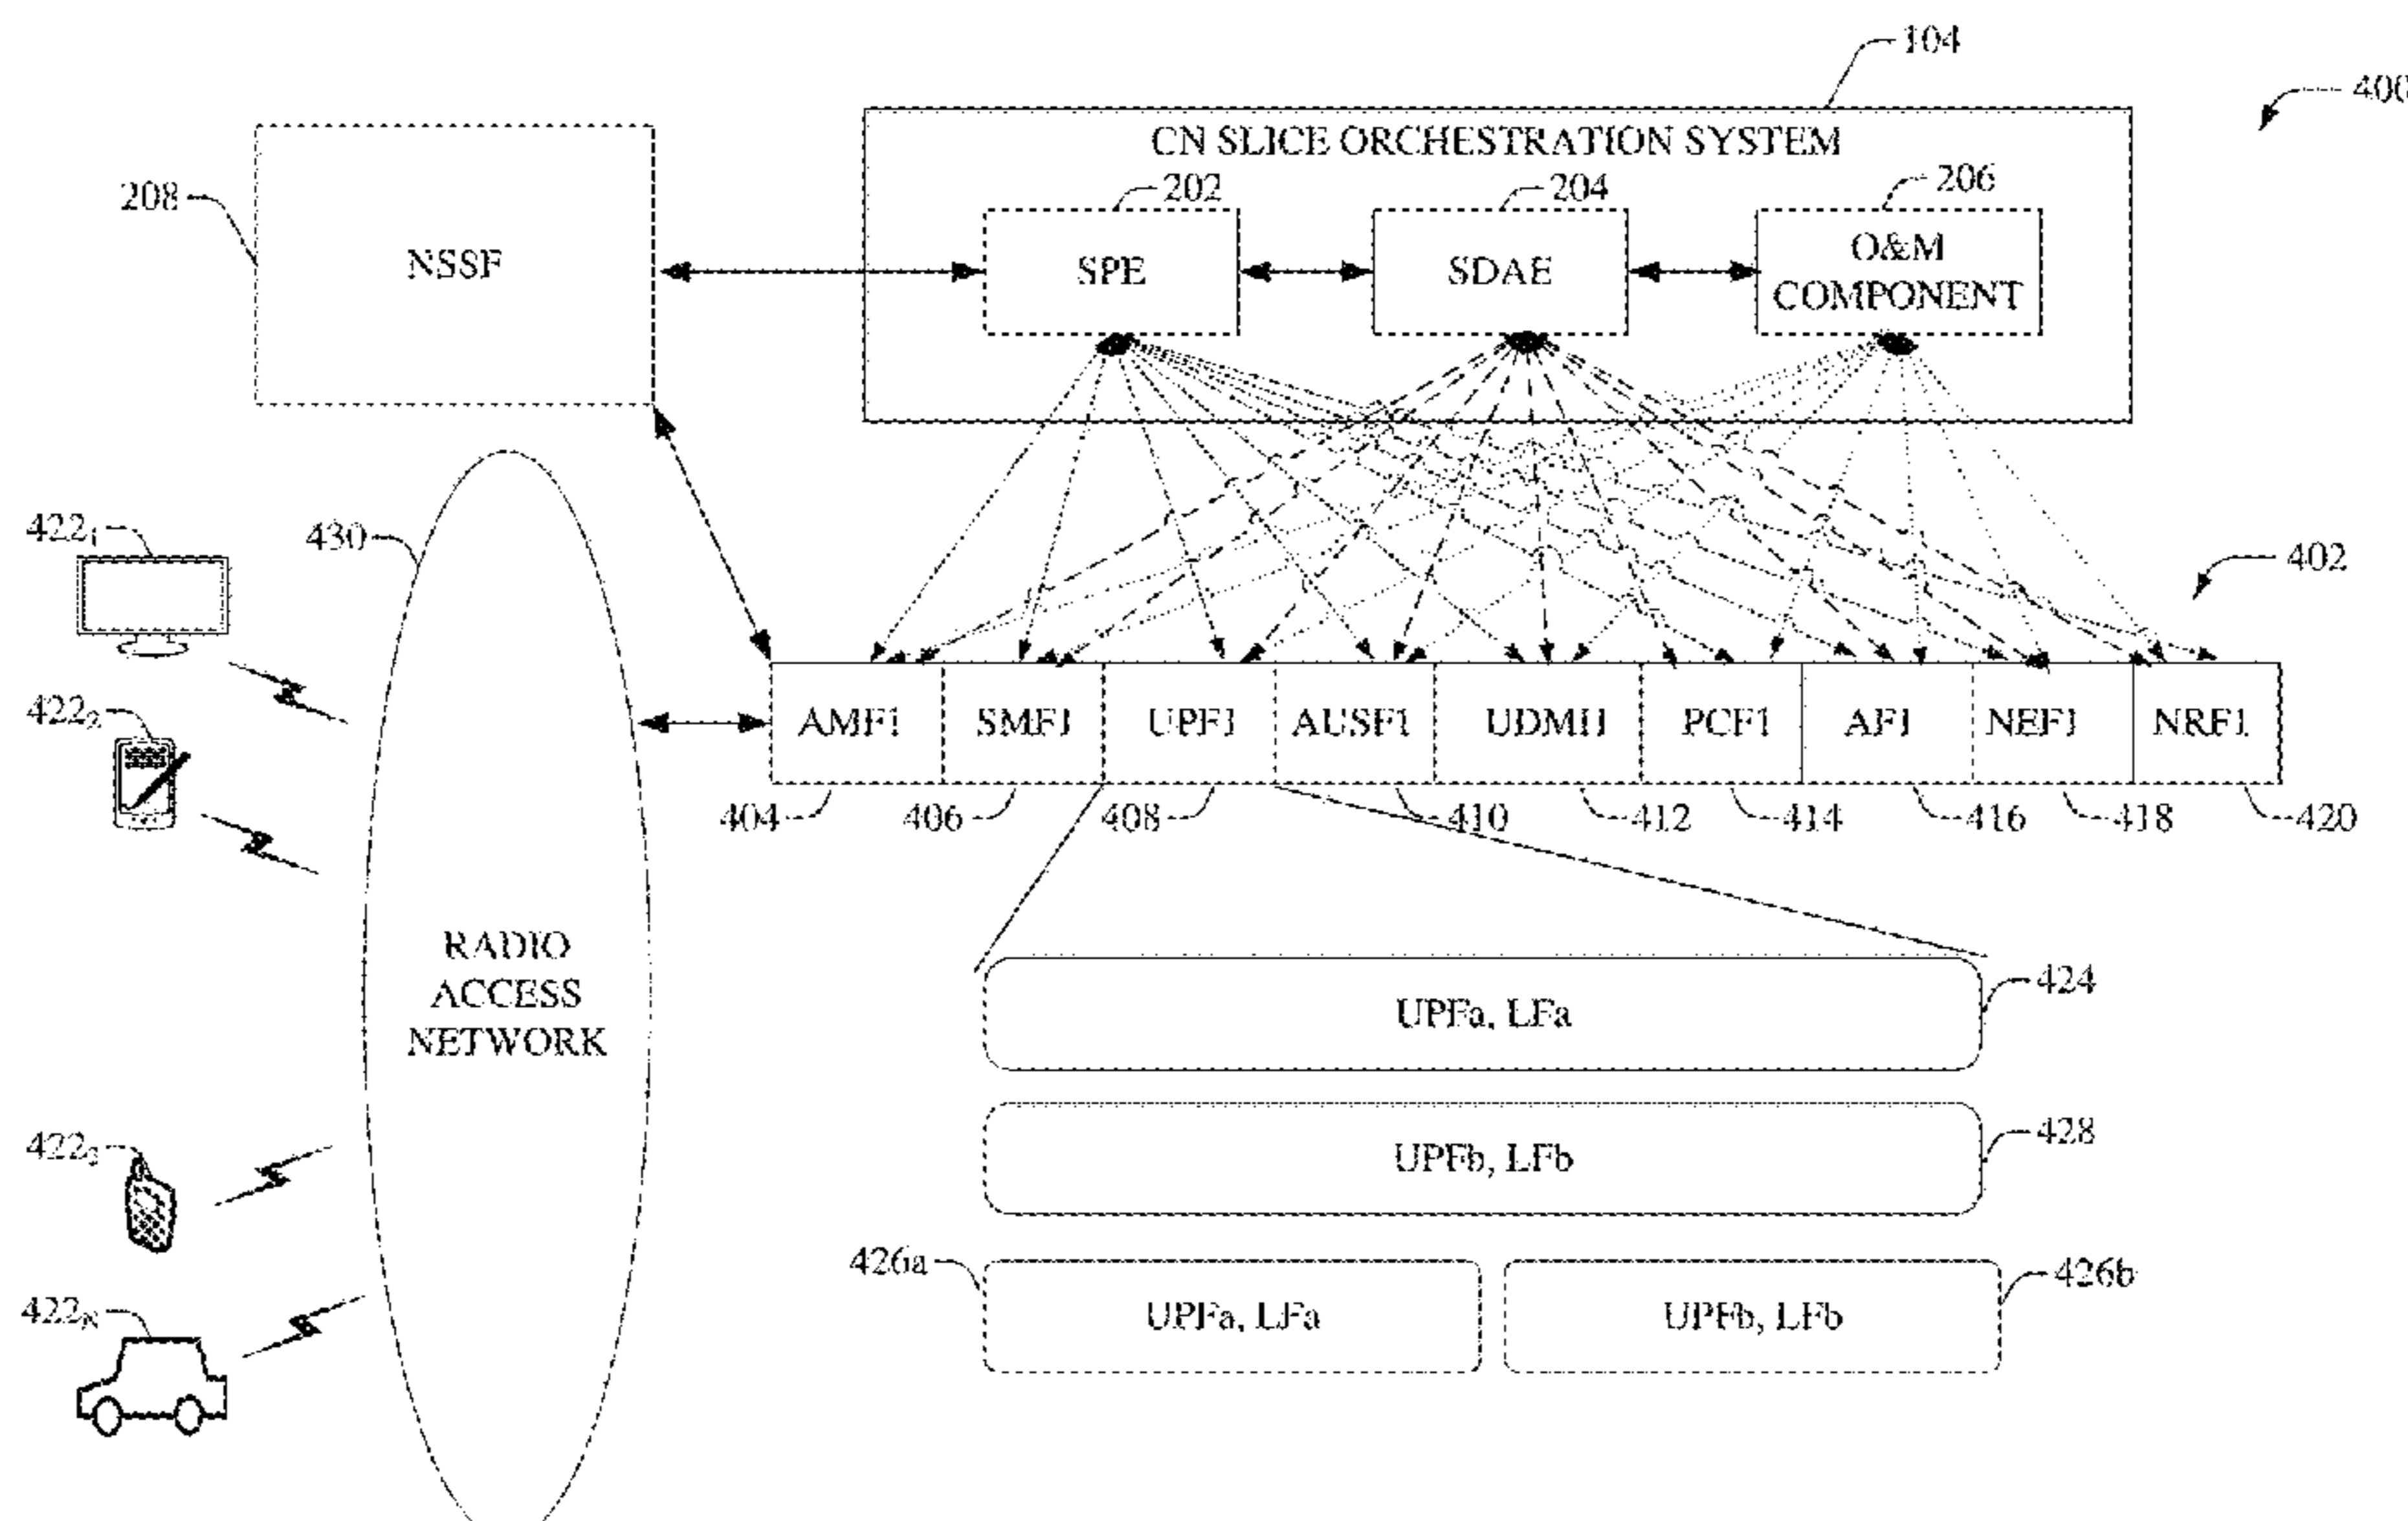 104
400
CN SLICE ORCHESTRATION SYSTEM
208
NSSF
202
204
206
SPE
SDAE
O&M
COMPONENT
422₁
430
402
422₂
AMF1
SMF1
UPF1
AUSF1
PCF1
AF1
NEF1
NRF1
404
406
408
410
412
414
416
418
420
RADIO
ACCESS
NETWORK
UPFa, LFa
424
UPFb, LFb
428
422₃
426a
UPFa, LFa
UPFb, LFb
426b
422N